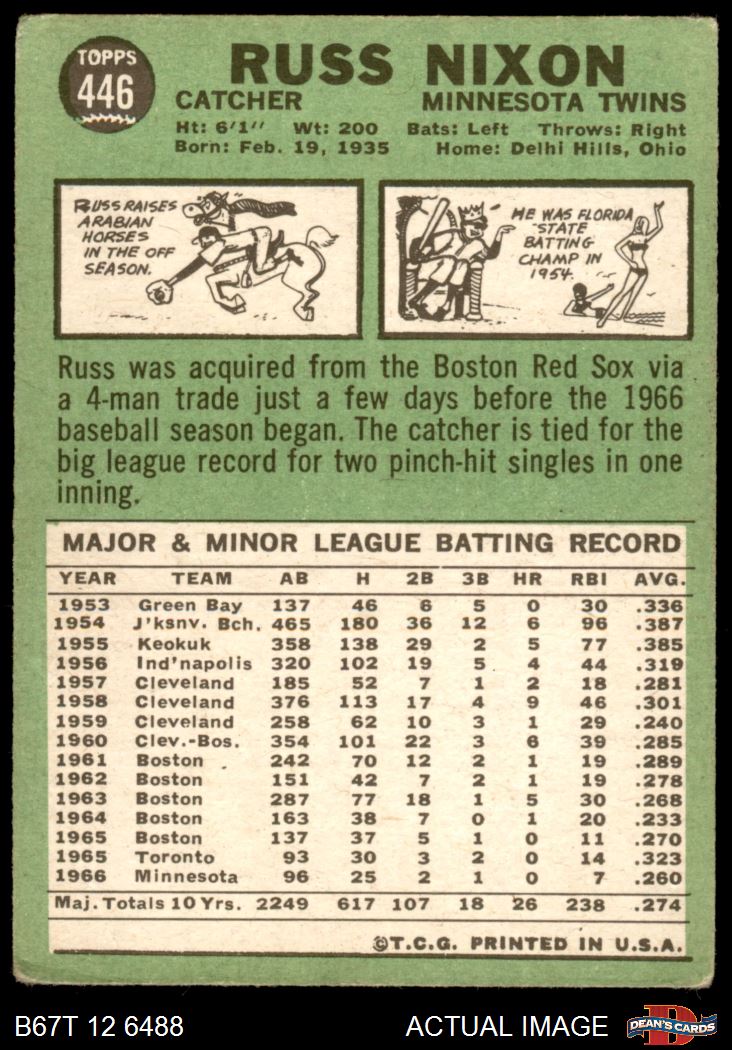 TOPPS
446
RUSS NIXON
CATCHER MINNESOTA TWINS
Ht: 6'1" Wt: 200 Bats: Left Throws: Right
Born: Feb. 19, 1935 Home: Delhi Hills, Ohio
RUSS RAISES
ARABIAN
HORSES
IN THE OFF
SEASON.
HE WAS FLORIDA
STATE
BATTING
CHAMP IN
1954.
Russ was acquired from the Boston Red Sox via
a 4-man trade just a few days before the 1966
baseball season began. The catcher is tied for the
big league record for two pinch-hit singles in one
inning.
MAJOR & MINOR LEAGUE BATTING RECORD
YEAR TEAM AB H 2B 3B HR RBI AVG.
1953 Green Bay 137 46 6 5 0 30 .336
1954 J'ksnv. Bch. 465 180 36 12 6 96 .387
1955 Keokuk 358 138 29 2 5 77 .385
1956 Ind'napolis 320 102 19 5 4 44 .319
1957 Cleveland 185 52 7 1 2 18 .281
1958 Cleveland 376 113 17 4 9 46 .301
1959 Cleveland 258 62 10 3 1 29 .240
1960 Clev.-Bos. 354 101 22 3 6 39 .285
1961 Boston 242 70 12 2 1 19 .289
1962 Boston 151 42 7 2 1 19 .278
1963 Boston 287 77 18 1 5 30 .268
1964 Boston 163 38 7 0 1 20 .233
1965 Boston 137 37 5 1 0 11 .270
1965 Toronto 93 30 3 2 0 14 .323
1966 Minnesota 96 25 2 1 0 7 .260
Maj. Totals 10 Yrs. 2249 617 107 18 26 238 .274
©T.C.G. PRINTED IN U.S.A.
B67T 12 6488 ACTUAL IMAGE
DEAN'S CARDS